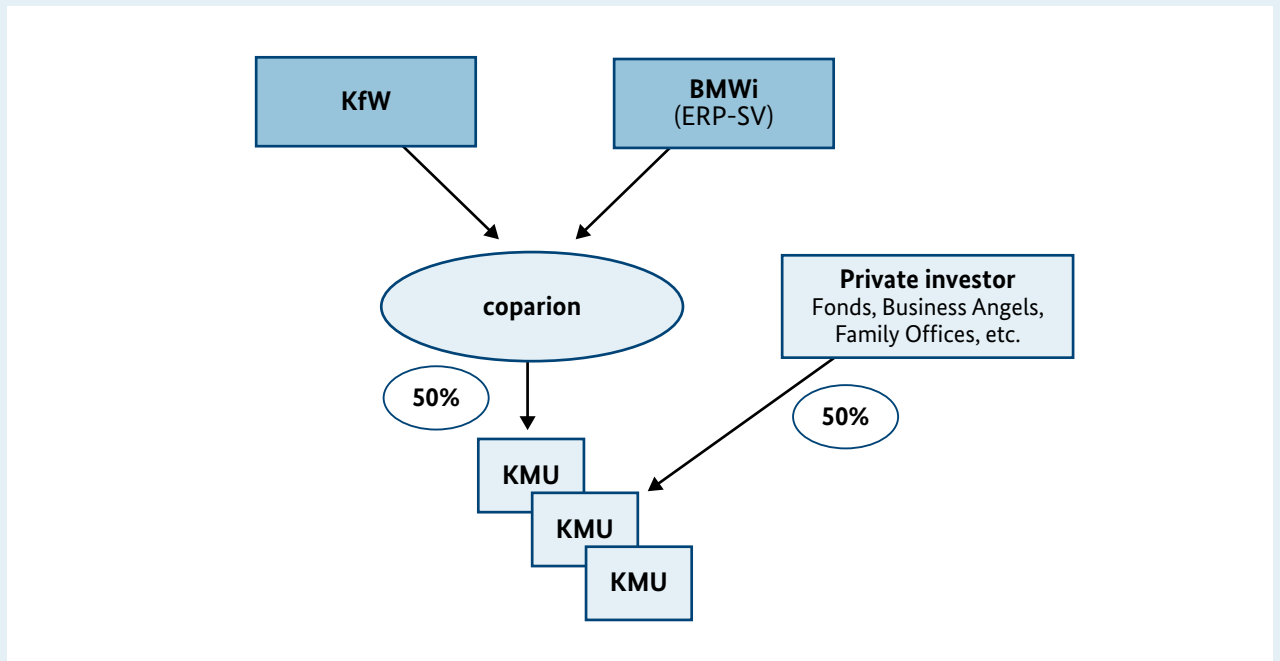 KfW
BMWi
(ERP-SV)
coparion
Private investor
Fonds, Business Angels,
Family Offices, etc.
50%
50%
KMU
KMU
KMU